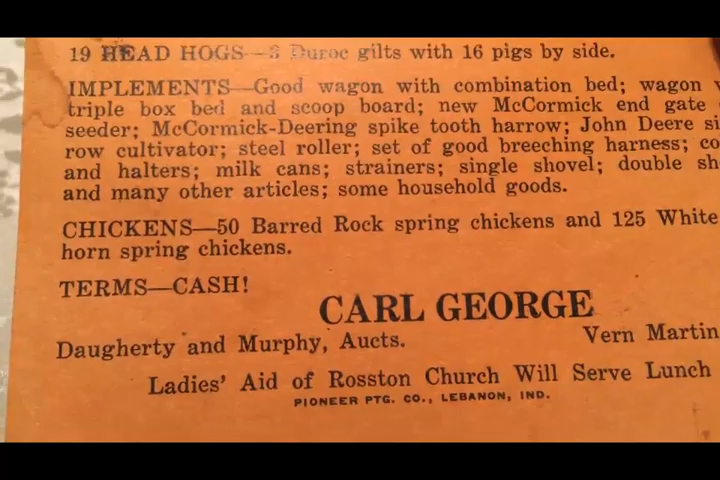 19 HEAD HOGS—3 Duroc gilts with 16 pigs by side.
IMPLEMENTS—Good wagon with combination bed; wagon
triple box bed and scoop board; new McCormick end gate
seeder; McCormick-Deering spike tooth harrow; John Deere
row cultivator; steel roller; set of good breeching harness;
and halters; milk cans; strainers; single shovel; double
and many other articles; some household goods.
CHICKENS—50 Barred Rock spring chickens and 125 White
horn spring chickens.
TERMS—CASH!
CARL GEORGE
Daugherty and Murphy, Aucts.
Vern Martin
Ladies' Aid of Rosston Church Will Serve Lunch
PIONEER PTG. CO., LEBANON, IND.